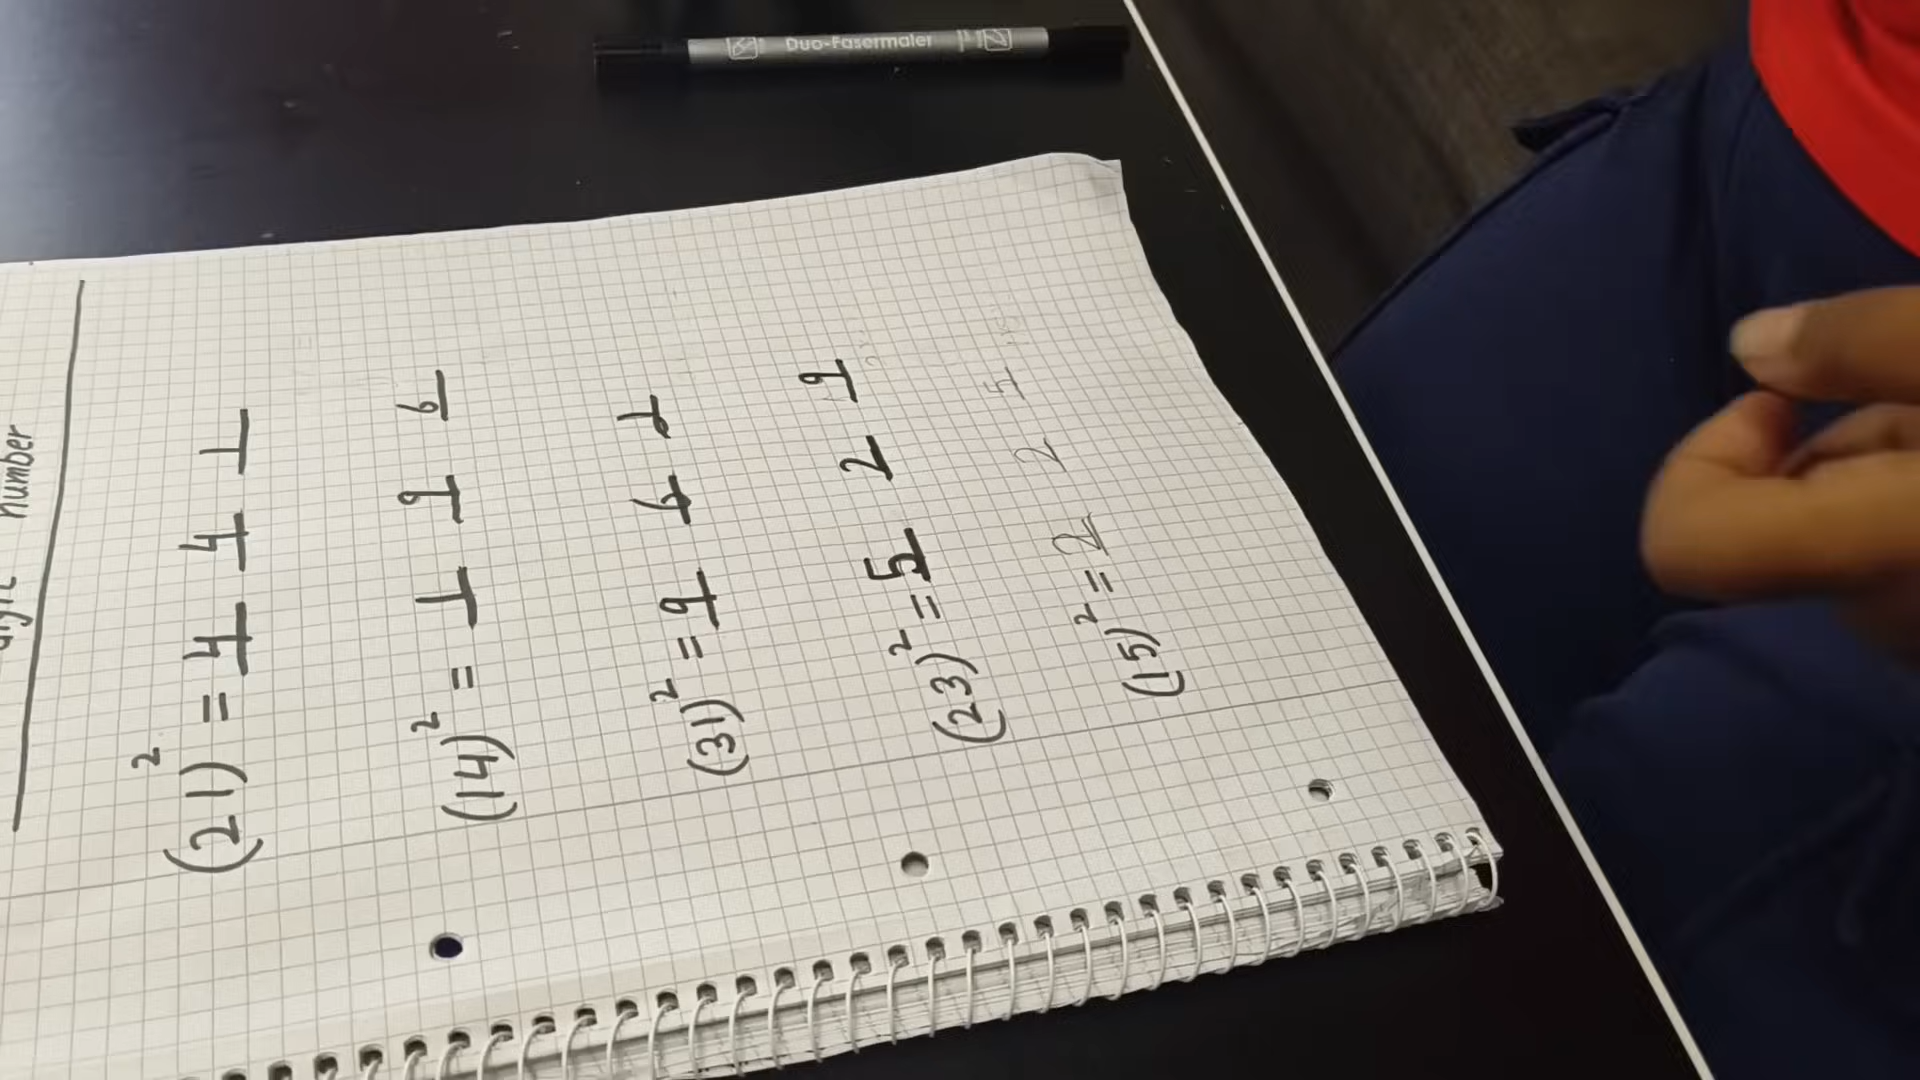 Duo-Fasermaler
digit number
(21)² = 4 4 1
(14)² = 1 9 6
(31)² = 9 6 1
(23)² = 5 2 9
(15)² = 2 2 5